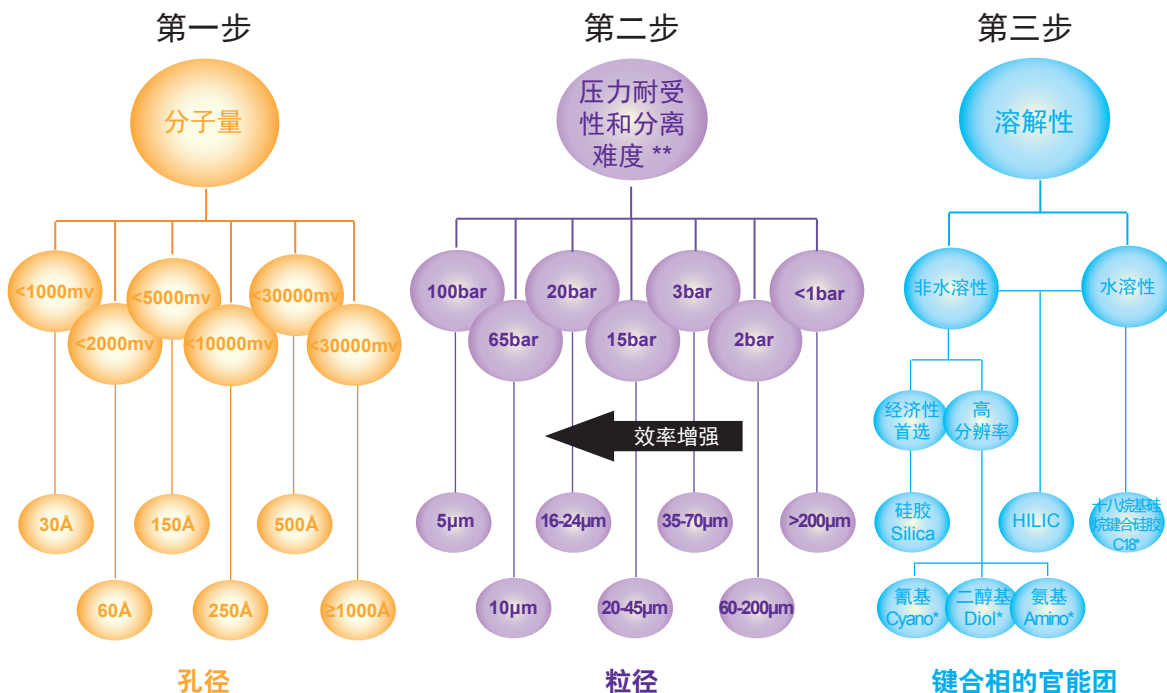 第一步
分子量
<1000mv
<2000mv
<5000mv
<10000mv
<30000mv
<30000mv
30Å
60Å
150Å
250Å
500Å
≥1000Å
孔径
第二步
压力耐受
性和分离
难度 **
100bar
65bar
20bar
15bar
3bar
2bar
<1bar
效率增强
5µm
10µm
16-24µm
20-45µm
35-70µm
60-200µm
>200µm
粒径
第三步
溶解性
非水溶性
水溶性
经济性
首选
高
分辨率
硅胶
Silica
HILIC
十八烷基硅
烷键合硅胶
C18*
氰基
Cyano*
二醇基
Diol*
氨基
Amino*
键合相的官能团